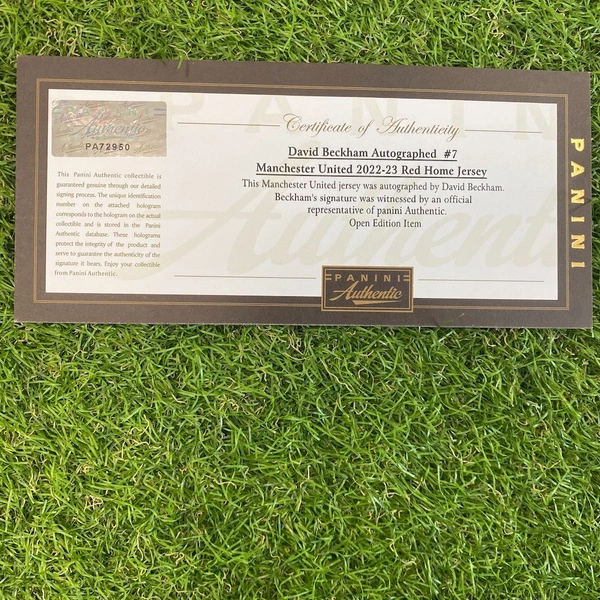 Authentic
PA72950
This Panini Authentic collectible is
guaranteed genuine through our detailed
signing process. The unique identification
number on the attached hologram
corresponds to the hologram on the actual
collectible and is stored in the Panini
Authentic database. These holograms
protect the integrity of the product and
serve to guarantee the authenticity of the
signature it bears. Enjoy your collectible
from Panini Authentic.
PANINI
Certificate of Authenticity
David Beckham Autographed #7
Manchester United 2022-23 Red Home Jersey
This Manchester United jersey was autographed by David Beckham.
Beckham's signature was witnessed by an official
representative of panini Authentic.
Open Edition Item
Authentic
PANINI
Authentic
PANINI